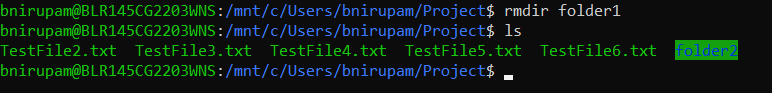 bnirupam@BLR145CG2203WNS:/mnt/c/Users/bnirupam/Project$ rmdir folder1
bnirupam@BLR145CG2203WNS:/mnt/c/Users/bnirupam/Project$ ls
TestFile2.txt  TestFile3.txt  TestFile4.txt  TestFile5.txt  TestFile6.txt  folder2
bnirupam@BLR145CG2203WNS:/mnt/c/Users/bnirupam/Project$